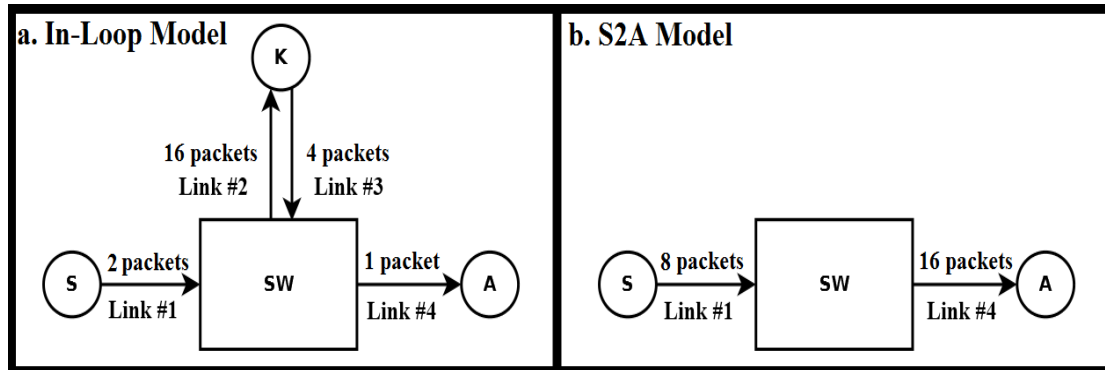 a. In-Loop Model
K
16 packets
Link #2
4 packets
Link #3
S
2 packets
Link #1
SW
1 packet
Link #4
A
b. S2A Model
S
8 packets
Link #1
SW
16 packets
Link #4
A